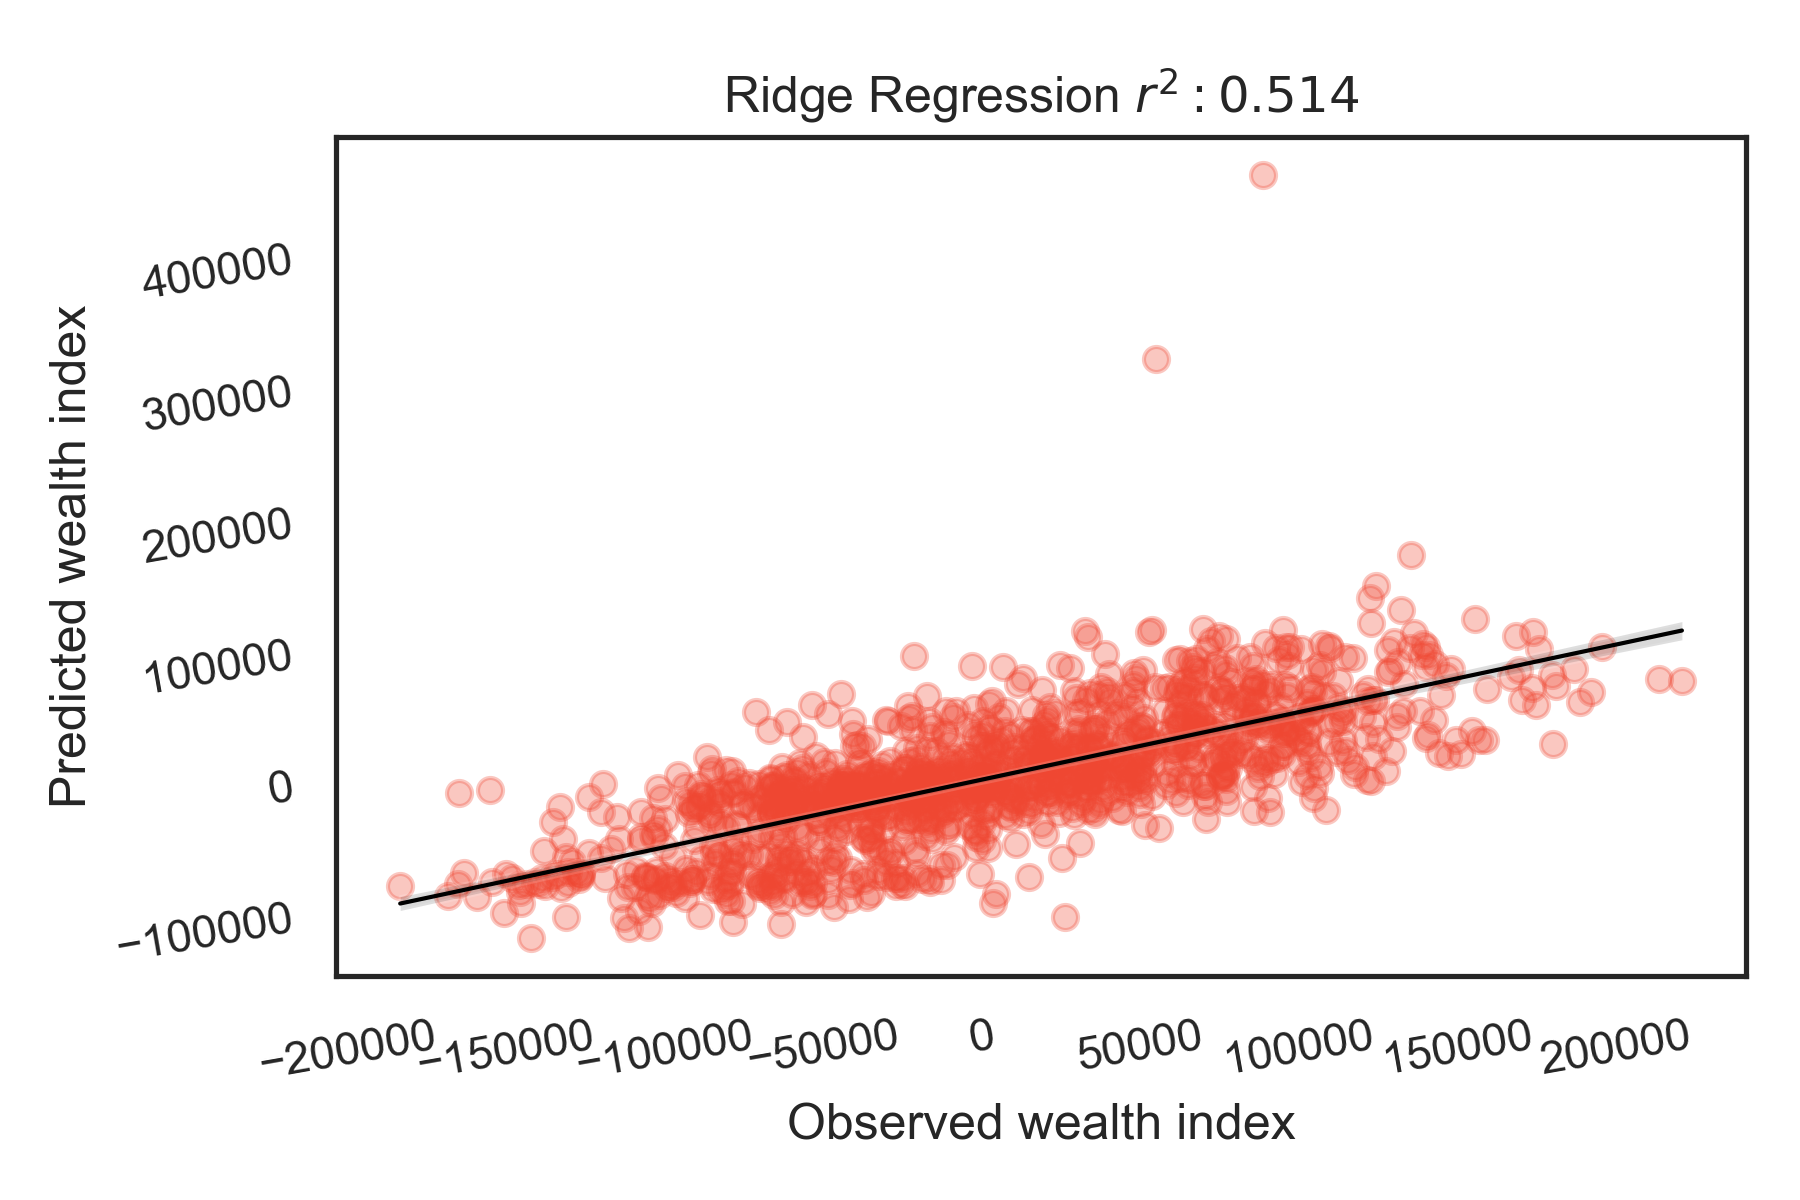 Ridge Regression r² : 0.514
400000
300000
200000
100000
0
−100000
Predicted wealth index
−200000 −150000 −100000 −50000 0 50000 100000 150000 200000
Observed wealth index